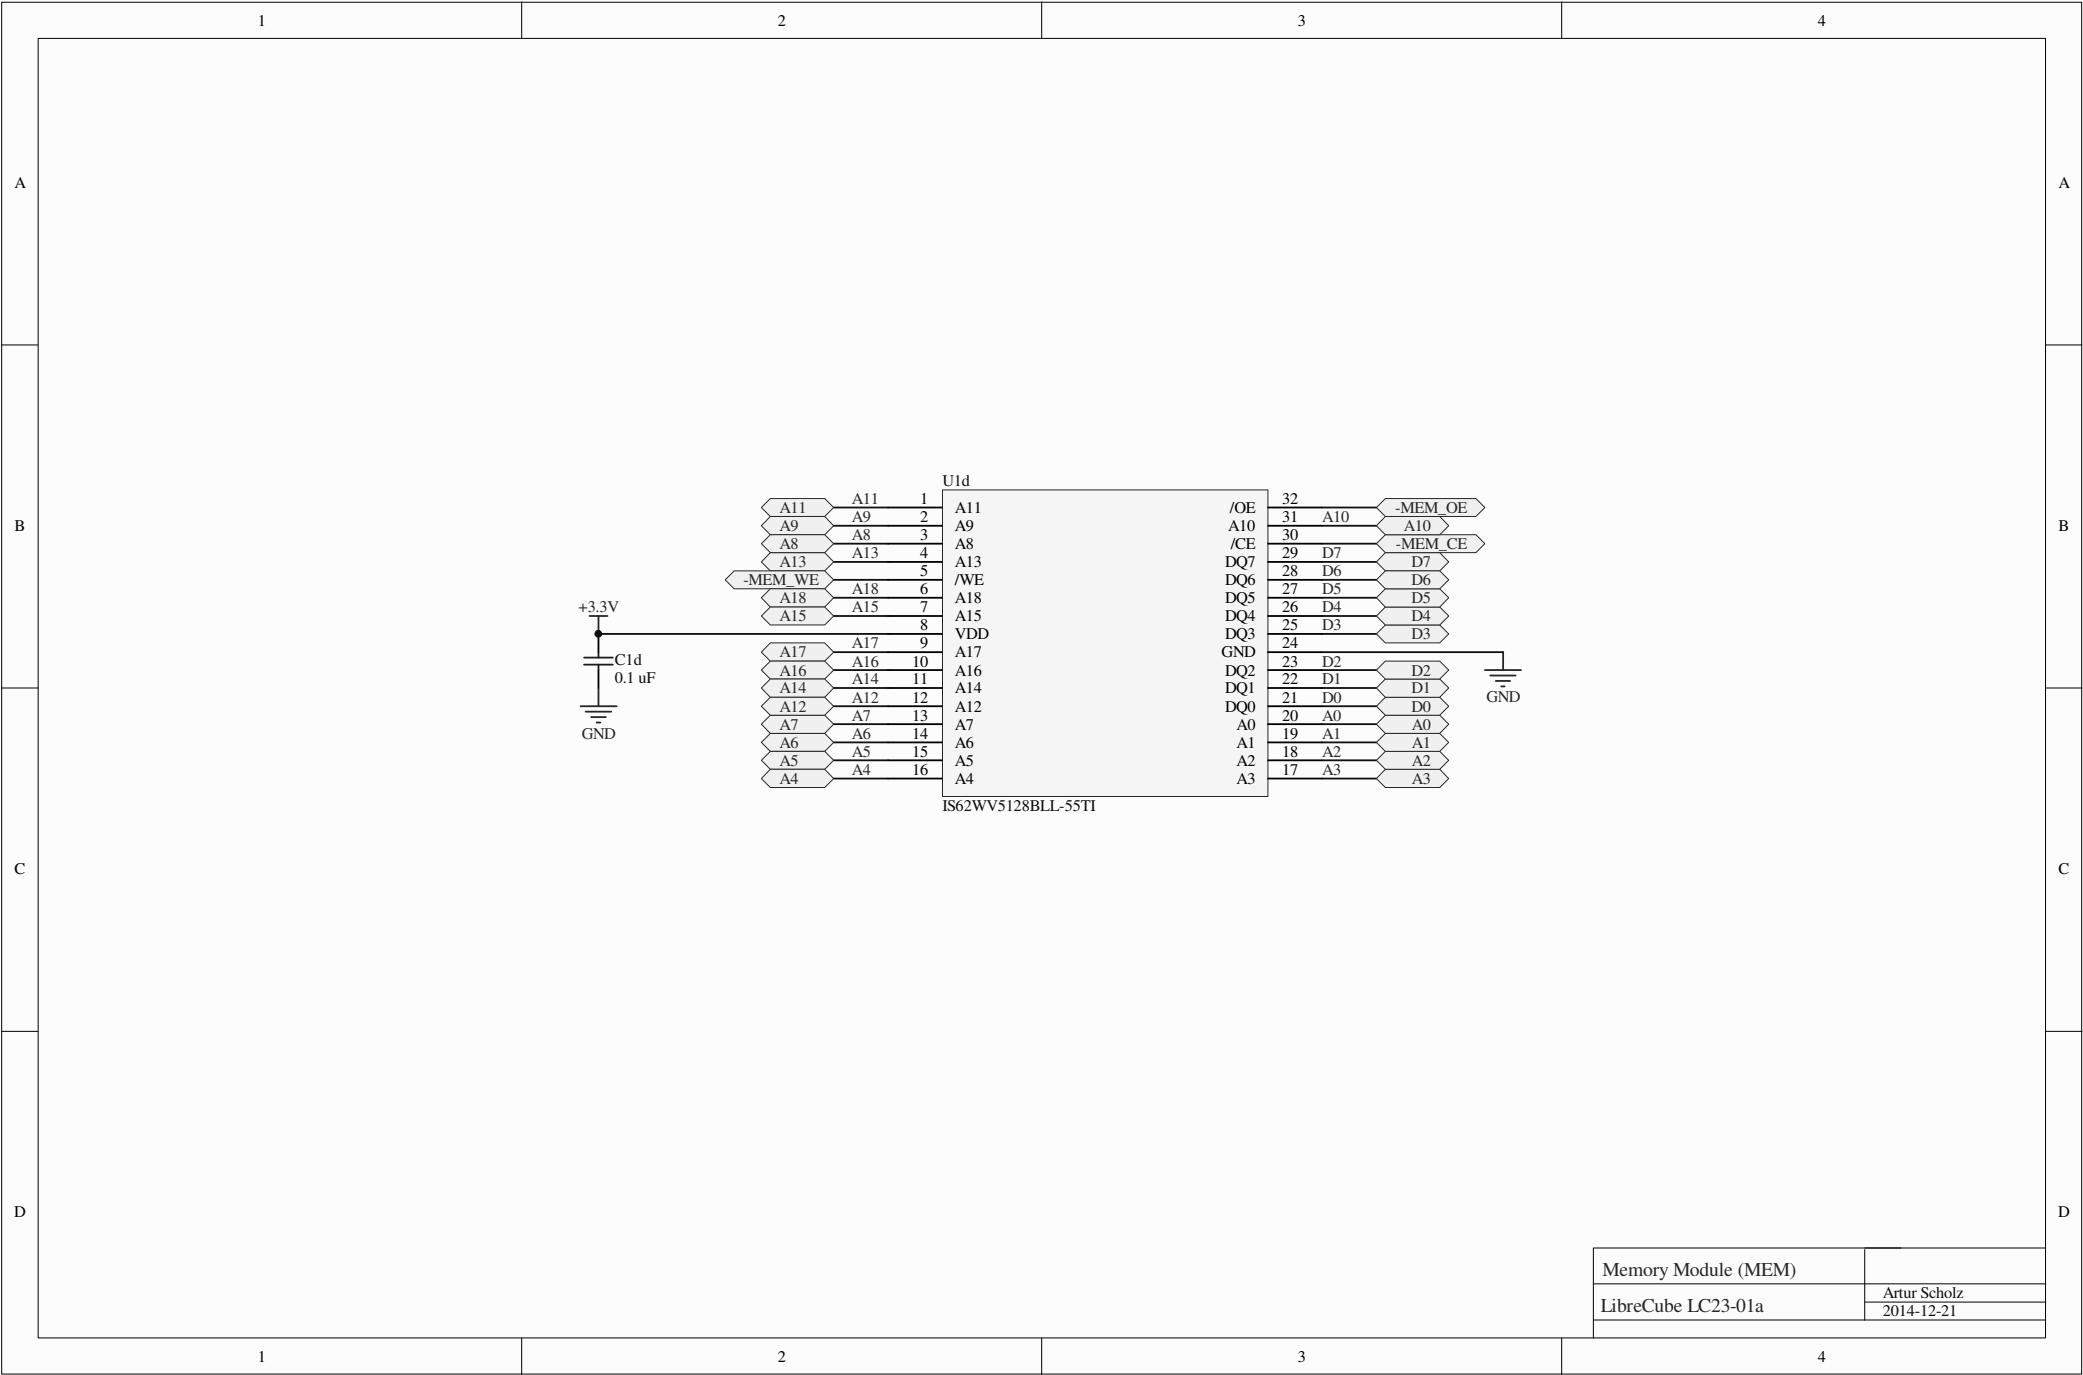 1 2 3 4
A A
U1d
A11 A11 1 A11 /OE 32 -MEM_OE
B A9 A9 2 A9 A10 31 A10 A10 B
A8 A8 3 A8 /CE 30 -MEM_CE
A13 A13 4 A13 DQ7 29 D7 D7
-MEM_WE 5 /WE DQ6 28 D6 D6
A18 A18 6 A18 DQ5 27 D5 D5
+3.3V A15 A15 7 A15 DQ4 26 D4 D4
8 VDD DQ3 25 D3 D3
A17 A17 9 A17 GND 24
C1d A16 A16 10 A16 DQ2 23 D2 D2
0.1 uF A14 A14 11 A14 DQ1 22 D1 D1
GND
A12 A12 12 A12 DQ0 21 D0 D0
A7 A7 13 A7 A0 20 A0 A0
GND A6 A6 14 A6 A1 19 A1 A1
A5 A5 15 A5 A2 18 A2 A2
A4 A4 16 A4 A3 17 A3 A3
IS62WV5128BLL-55TI
C C
D D
Memory Module (MEM)
LibreCube LC23-01a
Artur Scholz
2014-12-21
1 2 3 4